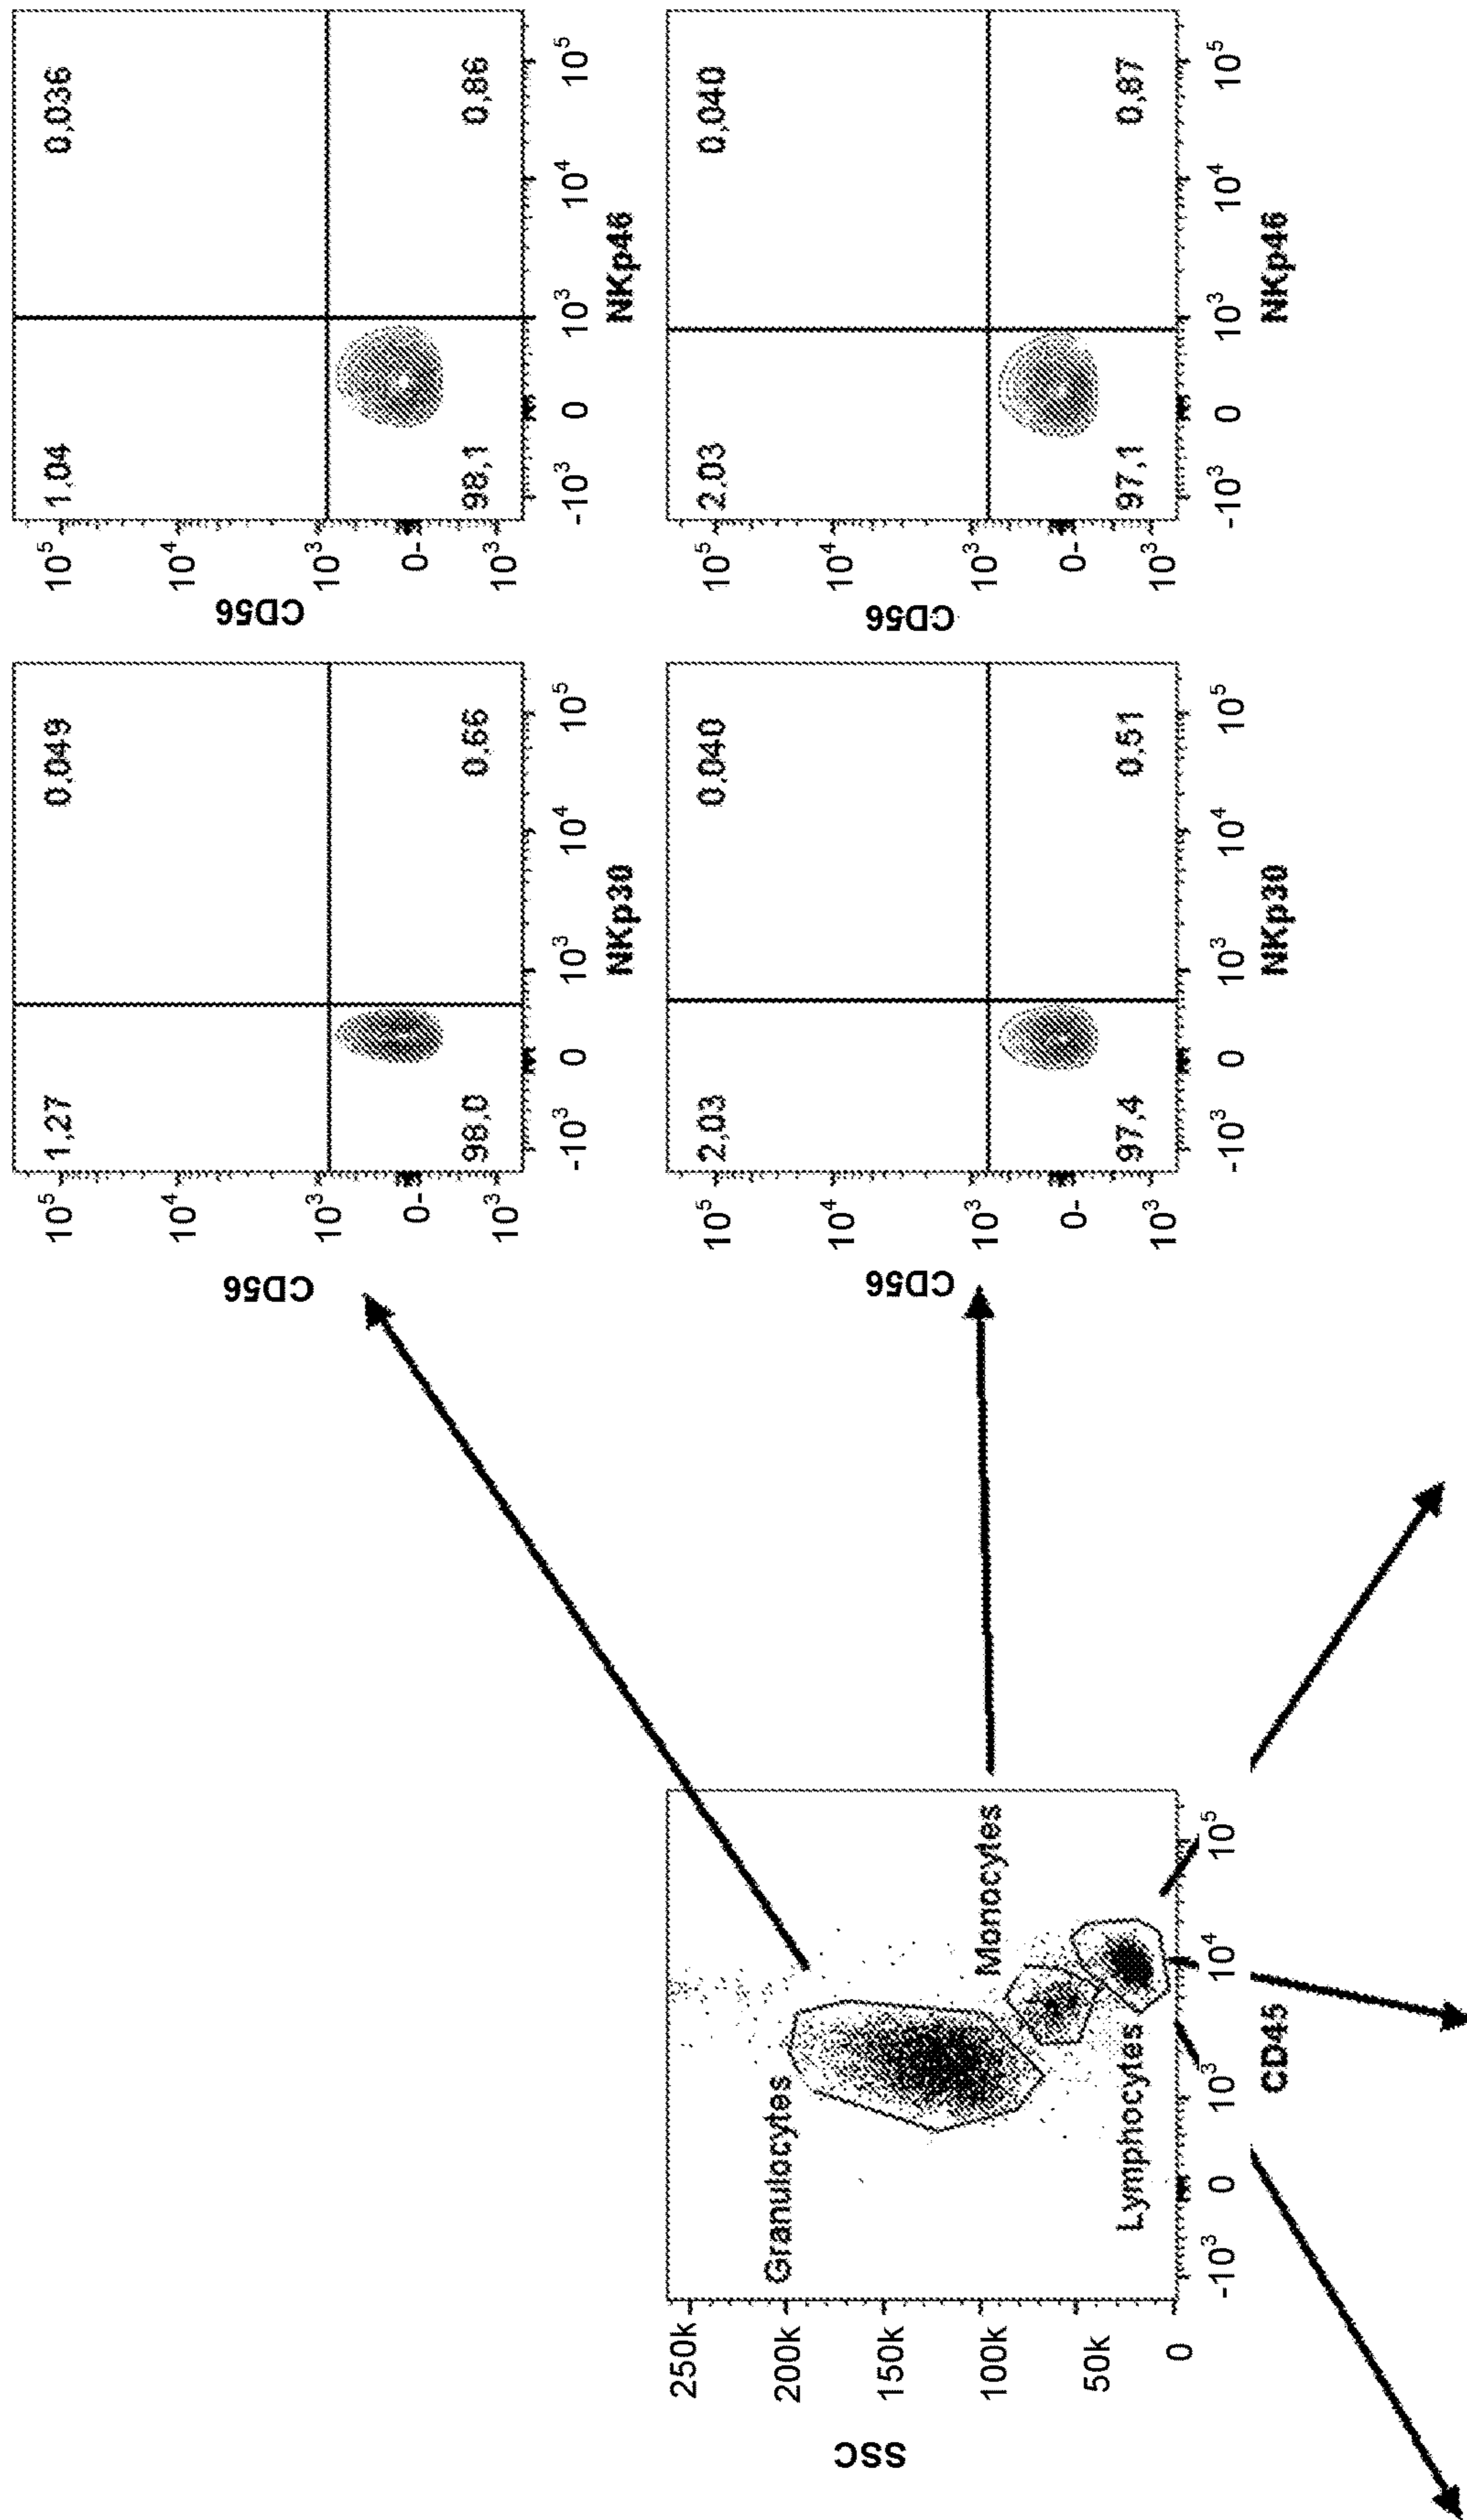 1,27 0,049
98,0 0,66
10⁵
10⁴
10³
0-
10³
CD56
-10³ 0 10³ 10⁴ 10⁵
NKp30
1,04 0,036
98,1 0,86
10⁵
10⁴
10³
0-
10³
CD56
-10³ 0 10³ 10⁴ 10⁵
NKp46
250k
200k
150k
100k
50k
0
SSC
Granulocytes
Monocytes
Lymphocytes
-10³ 0 10³ 10⁴ 10⁵
CD45
2,03 0,040
97,4 0,51
10⁵
10⁴
10³
0-
10³
CD56
-10³ 0 10³ 10⁴ 10⁵
NKp30
2,03 0,040
97,1 0,87
10⁵
10⁴
10³
0-
10³
CD56
-10³ 0 10³ 10⁴ 10⁵
NKp46